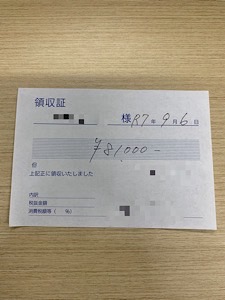 領収証
様 R7年9月6日
¥81,000-
但
上記正に領収いたしました
内訳
税抜金額
消費税額等( %)